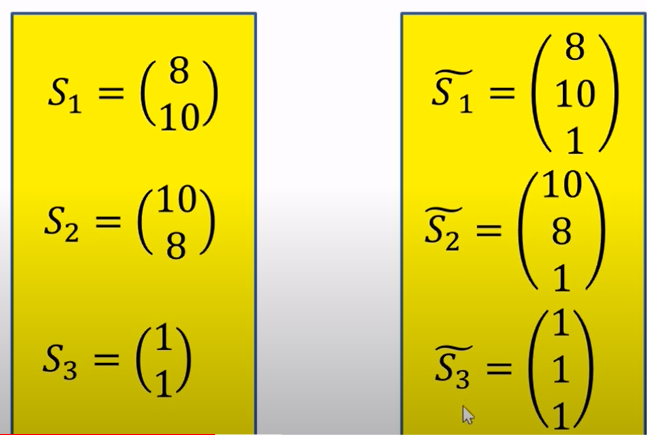 S₁ = (8 10)
S₂ = (10 8)
S₃ = (1 1)
S̃₁ = (8 10 1)
S̃₂ = (10 8 1)
S̃₃ = (1 1 1)